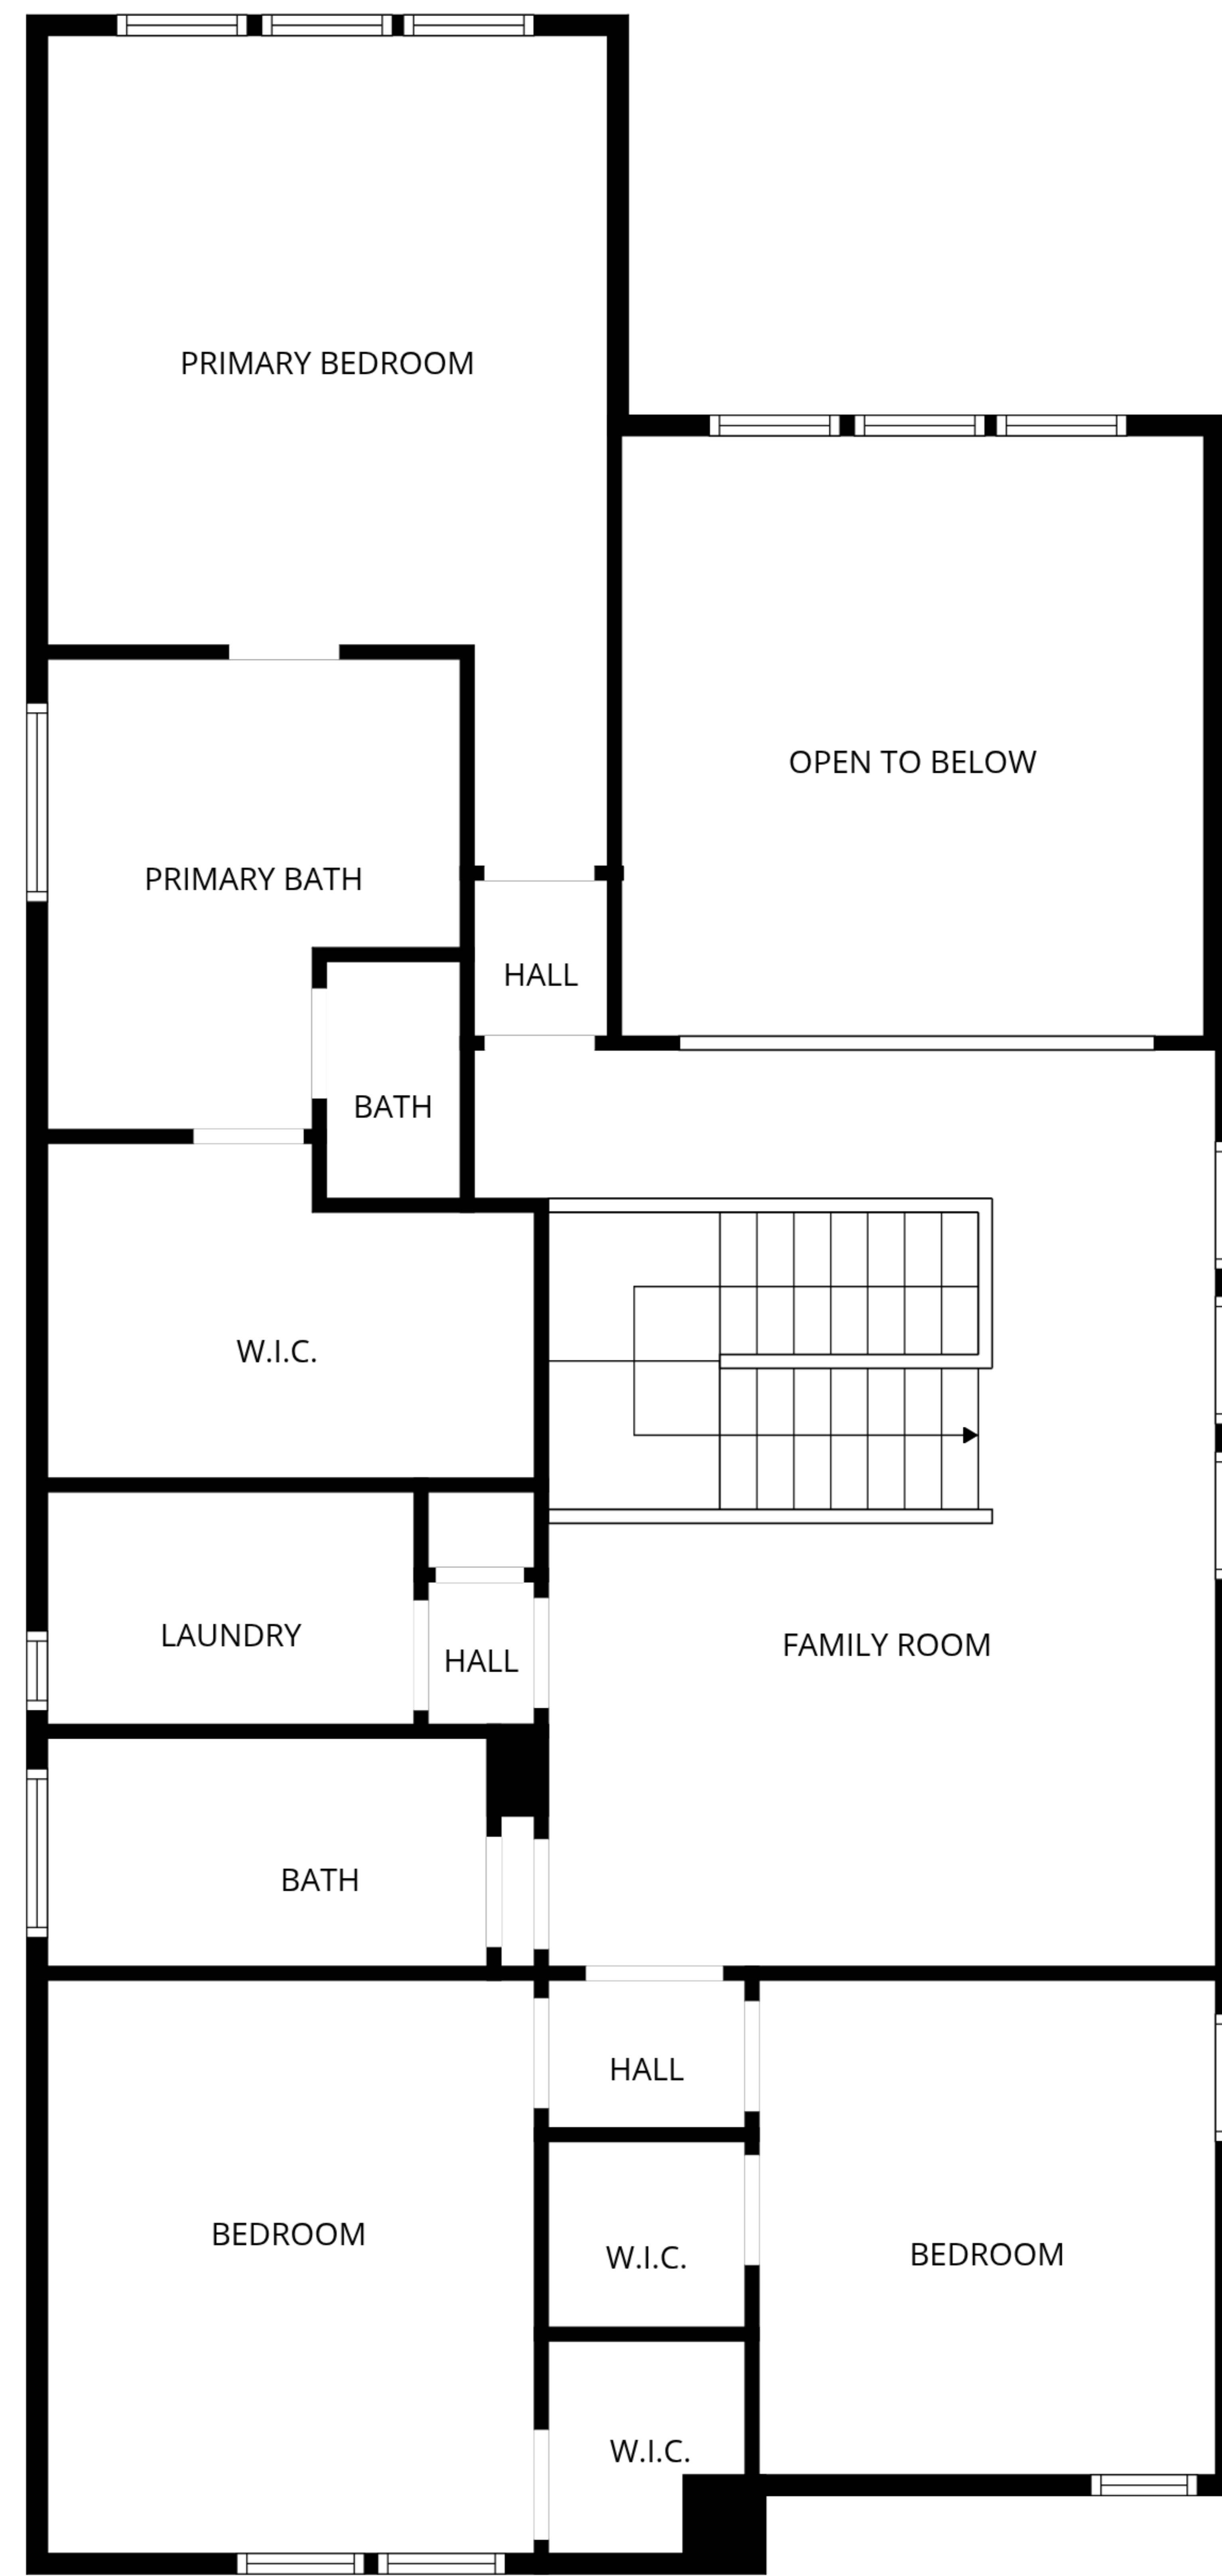 PRIMARY BEDROOM
OPEN TO BELOW
PRIMARY BATH
HALL
BATH
W.I.C.
LAUNDRY
FAMILY ROOM
HALL
BATH
HALL
BEDROOM
W.I.C.
BEDROOM
W.I.C.